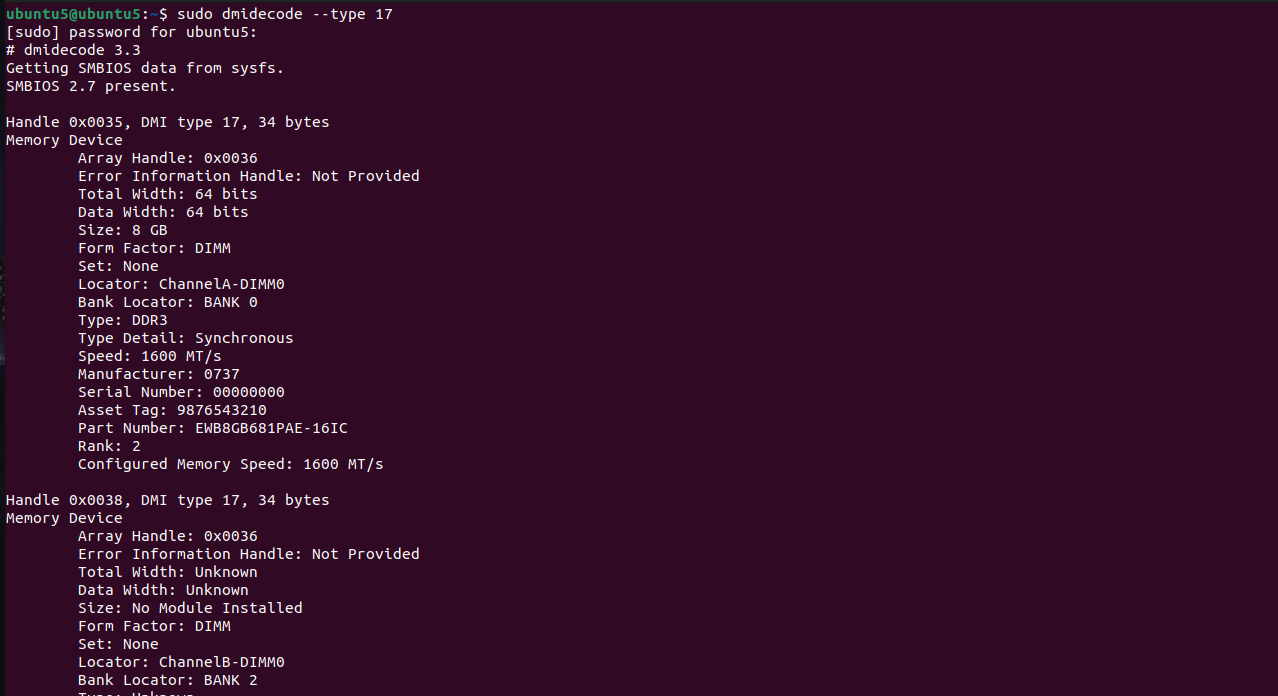 ubuntu5@ubuntu5:~$ sudo dmidecode --type 17
[sudo] password for ubuntu5:
# dmidecode 3.3
Getting SMBIOS data from sysfs.
SMBIOS 2.7 present.

Handle 0x0035, DMI type 17, 34 bytes
Memory Device
        Array Handle: 0x0036
        Error Information Handle: Not Provided
        Total Width: 64 bits
        Data Width: 64 bits
        Size: 8 GB
        Form Factor: DIMM
        Set: None
        Locator: ChannelA-DIMM0
        Bank Locator: BANK 0
        Type: DDR3
        Type Detail: Synchronous
        Speed: 1600 MT/s
        Manufacturer: 0737
        Serial Number: 00000000
        Asset Tag: 9876543210
        Part Number: EWB8GB681PAE-16IC
        Rank: 2
        Configured Memory Speed: 1600 MT/s

Handle 0x0038, DMI type 17, 34 bytes
Memory Device
        Array Handle: 0x0036
        Error Information Handle: Not Provided
        Total Width: Unknown
        Data Width: Unknown
        Size: No Module Installed
        Form Factor: DIMM
        Set: None
        Locator: ChannelB-DIMM0
        Bank Locator: BANK 2